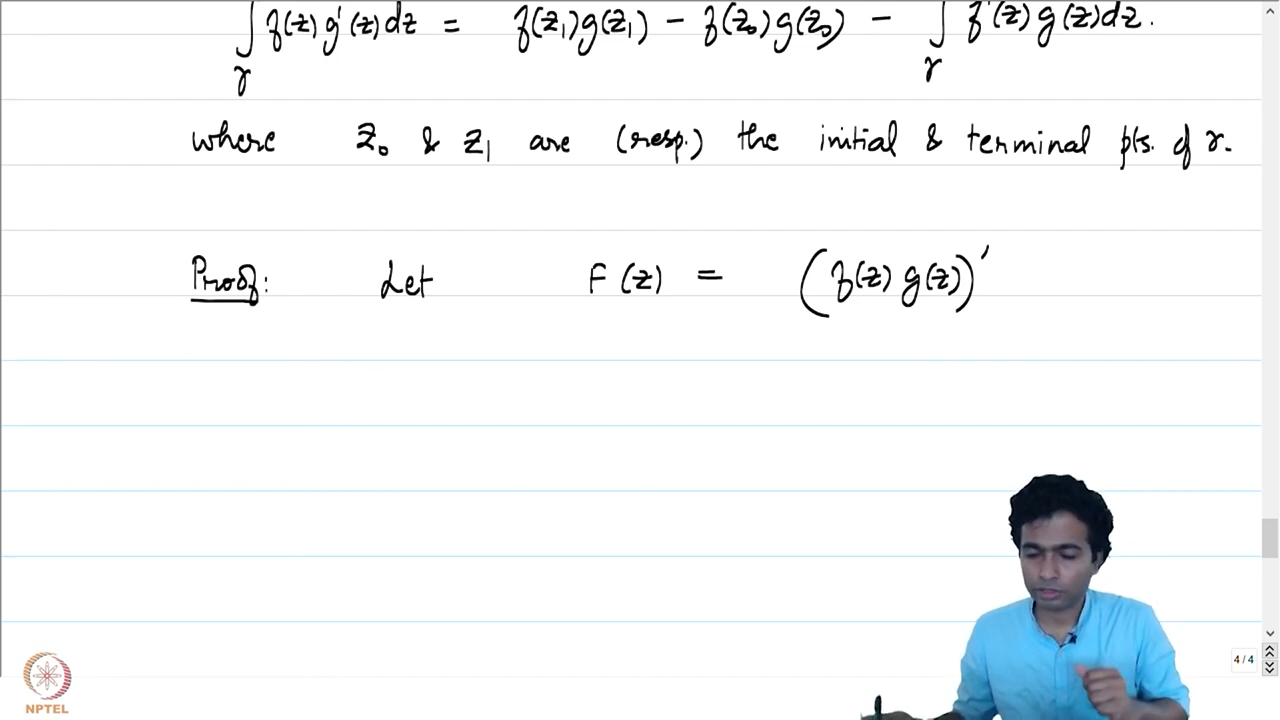 ∫_γ f(z) g'(z) dz = f(z₁)g(z₁) − f(z₀)g(z₀) − ∫_γ f'(z) g(z) dz.
where z₀ & z₁ are (resp.) the initial & terminal pts. of γ.
Proof: Let F(z) = (f(z) g(z))'
4 / 4
NPTEL